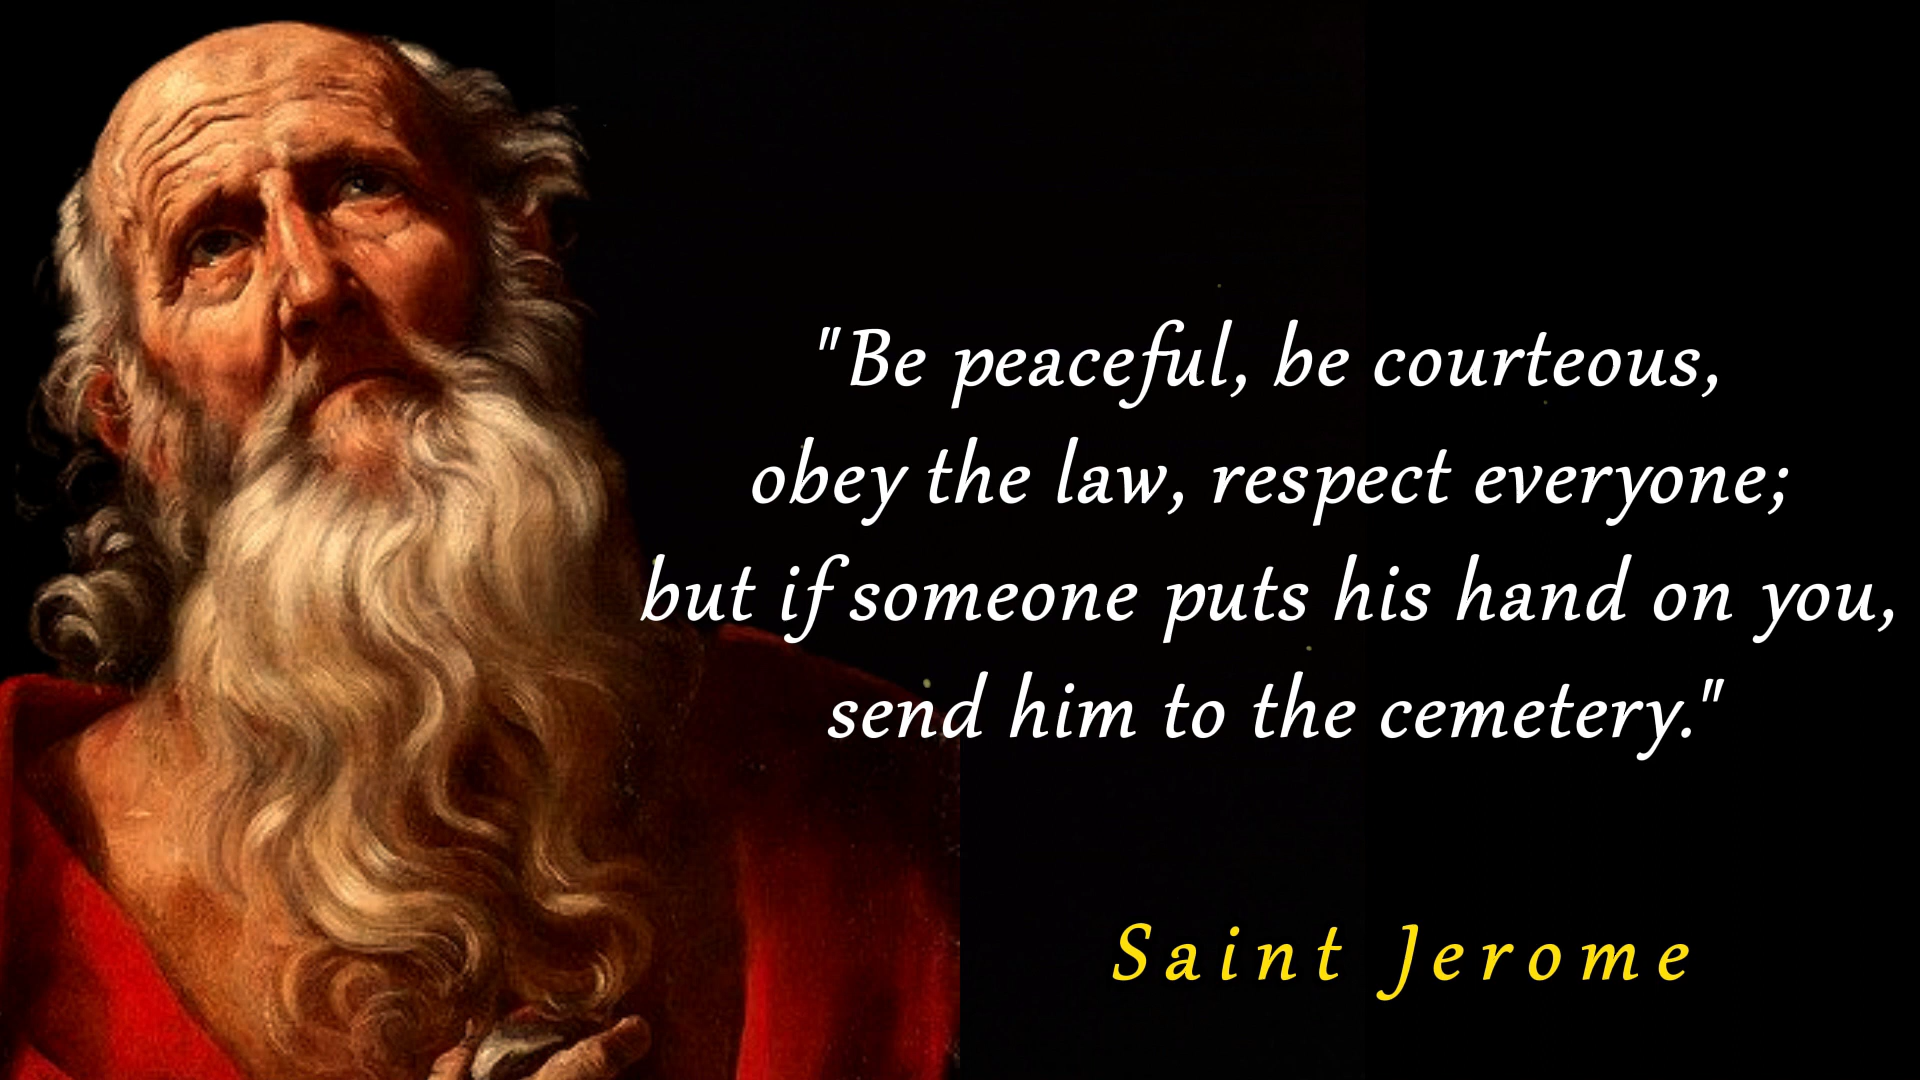 "Be peaceful, be courteous,
obey the law, respect everyone;
but if someone puts his hand on you,
send him to the cemetery."
Saint Jerome